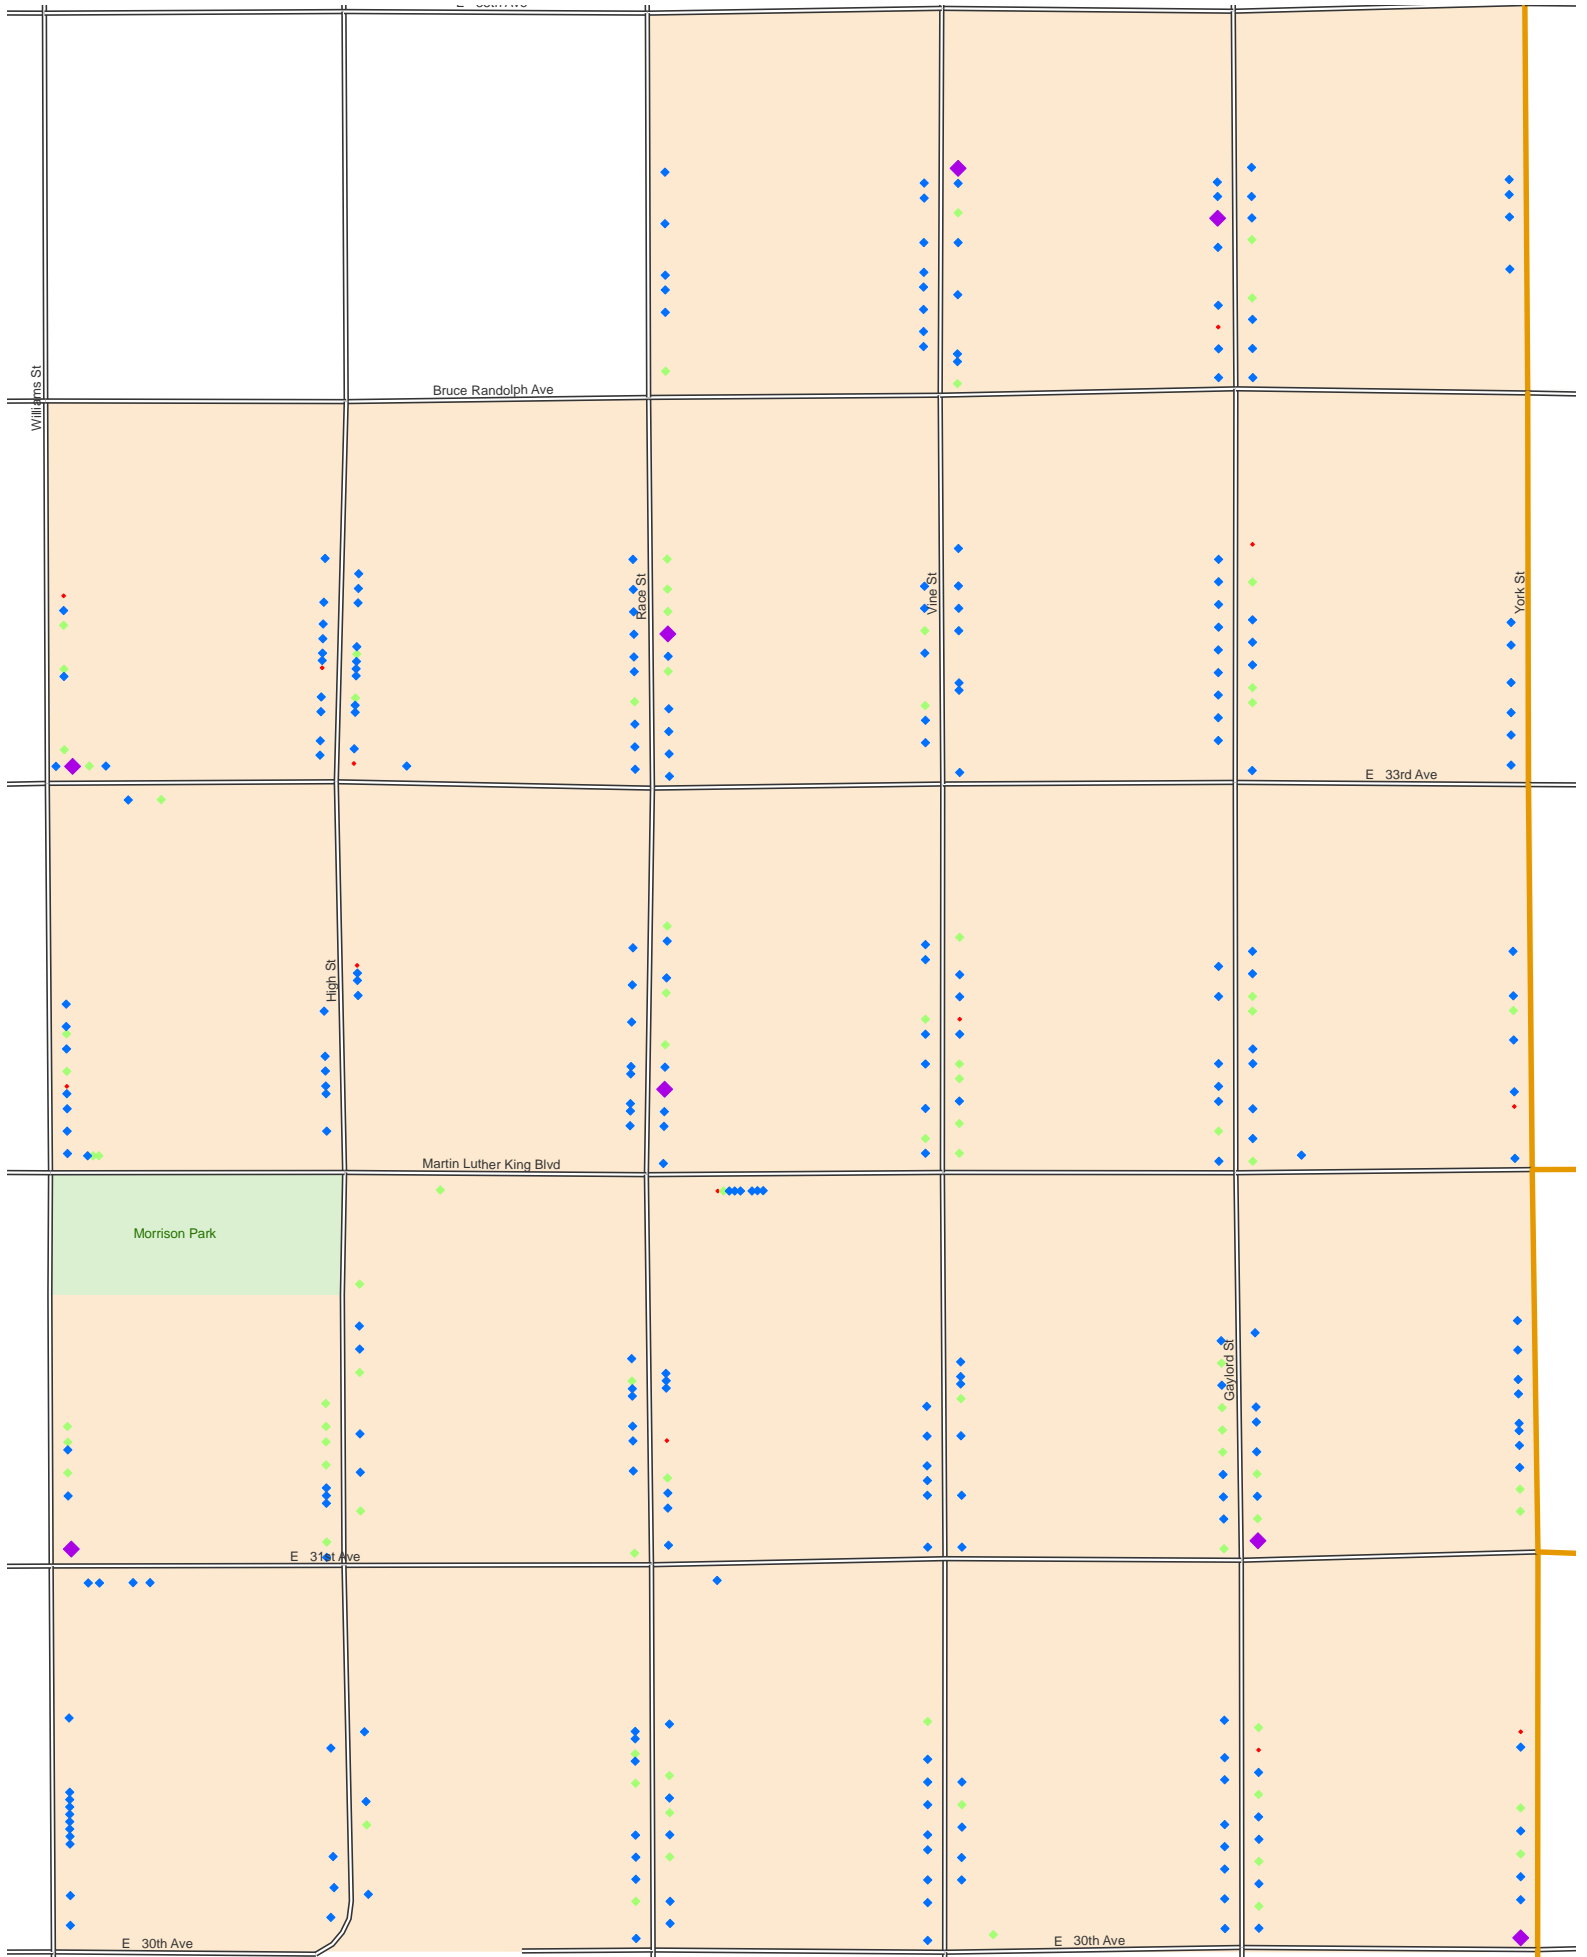 Bruce Randolph Ave
Williams St
Race St
Vine St
York St
E 33rd Ave
High St
Martin Luther King Blvd
Morrison Park
Gaylord St
E 31st Ave
E 30th Ave
E 30th Ave